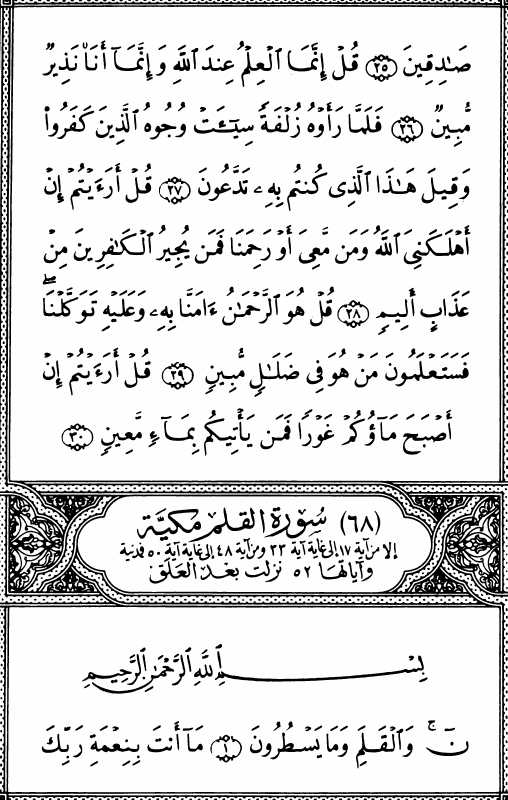 صَٰدِقِينَ ٢٥ قُلْ إِنَّمَا ٱلْعِلْمُ عِندَ ٱللَّهِ وَإِنَّمَآ أَنَا۠ نَذِيرٌ
مُّبِينٌ ٢٦ فَلَمَّا رَأَوْهُ زُلْفَةً سِيٓـَٔتْ وُجُوهُ ٱلَّذِينَ كَفَرُوا۟
وَقِيلَ هَٰذَا ٱلَّذِى كُنتُم بِهِۦ تَدَّعُونَ ٢٧ قُلْ أَرَءَيْتُمْ إِنْ
أَهْلَكَنِىَ ٱللَّهُ وَمَن مَّعِىَ أَوْ رَحِمَنَا فَمَن يُجِيرُ ٱلْكَٰفِرِينَ مِنْ
عَذَابٍ أَلِيمٍ ٢٨ قُلْ هُوَ ٱلرَّحْمَٰنُ ءَامَنَّا بِهِۦ وَعَلَيْهِ تَوَكَّلْنَا ۖ
فَسَتَعْلَمُونَ مَنْ هُوَ فِى ضَلَٰلٍ مُّبِينٍ ٢٩ قُلْ أَرَءَيْتُمْ إِنْ
أَصْبَحَ مَآؤُكُمْ غَوْرًا فَمَن يَأْتِيكُم بِمَآءٍ مَّعِينٍ ٣٠
(٦٨) سُورَة القلم مكيّة
إلا من آية ١٧ إلى غاية آية ٣٣ ومن آية ٤٨ إلى غاية آية ٥٠ فمدنية
وآياتها ٥٢ نزلت بعد العلق
بِسْمِ ٱللَّهِ ٱلرَّحْمَٰنِ ٱلرَّحِيمِ
نٓ ۚ وَٱلْقَلَمِ وَمَا يَسْطُرُونَ ١ مَآ أَنتَ بِنِعْمَةِ رَبِّكَ